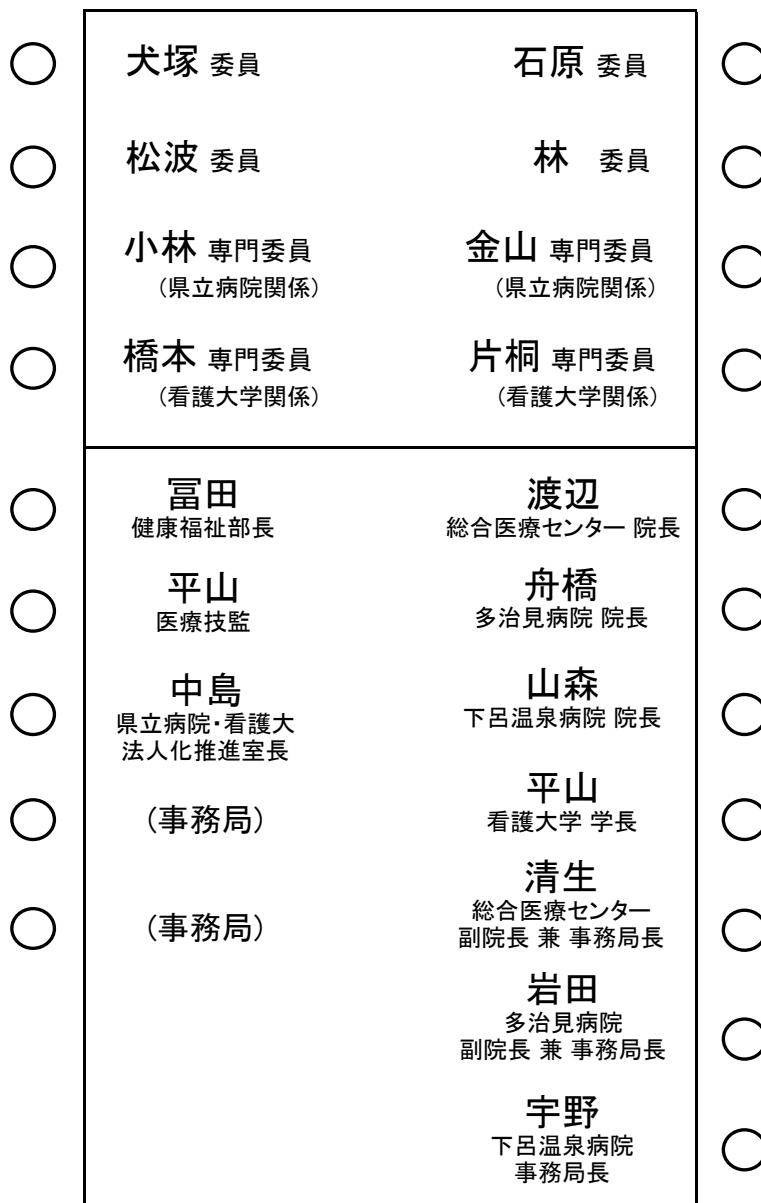 犬塚 委員 石原 委員
松波 委員 林 委員
小林 専門委員 金山 専門委員
(県立病院関係) (県立病院関係)
橋本 専門委員 片桐 専門委員
(看護大学関係) (看護大学関係)
冨田 渡辺
健康福祉部長 総合医療センター 院長
平山 舟橋
医療技監 多治見病院 院長
中島 山森
県立病院・看護大 下呂温泉病院 院長
法人化推進室長
平山
(事務局) 看護大学 学長
清生
総合医療センター
(事務局) 副院長 兼 事務局長
岩田
多治見病院
副院長 兼 事務局長
宇野
下呂温泉病院
事務局長